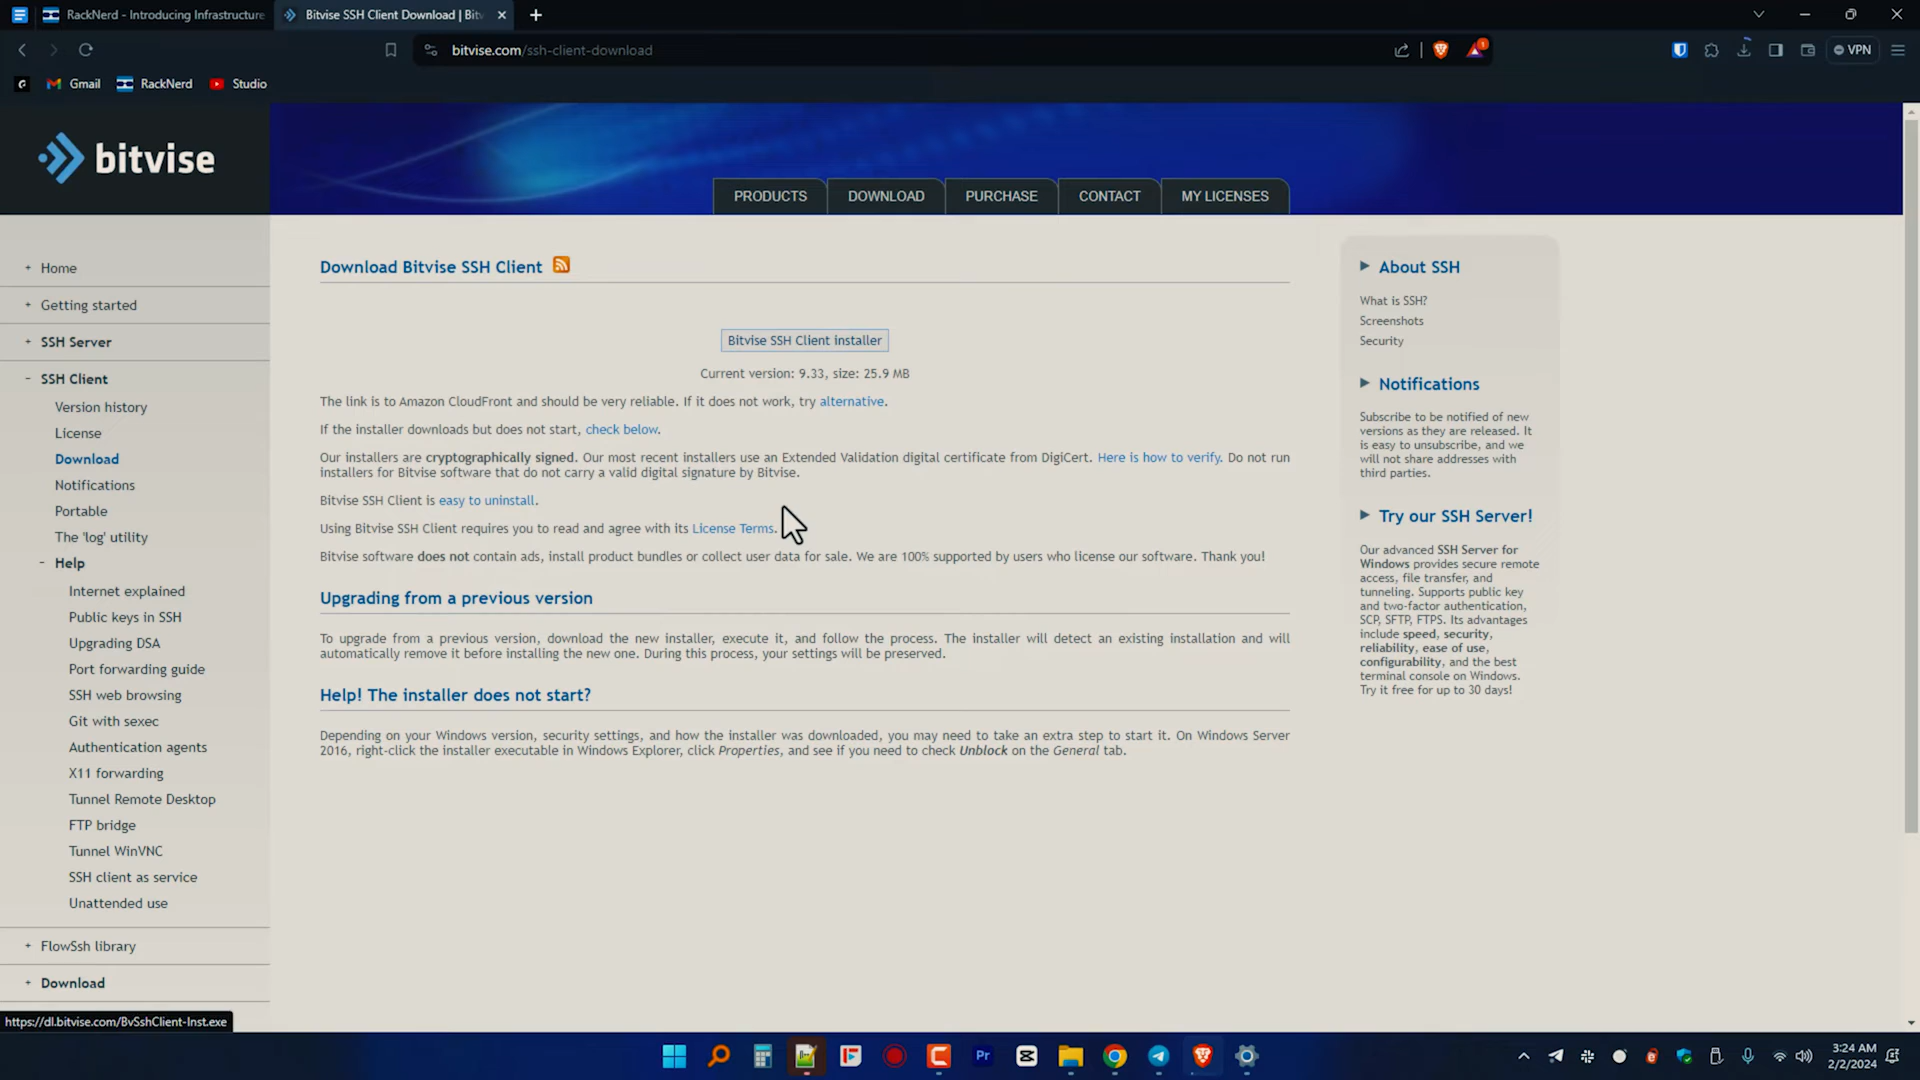 RackNerd - Introducing Infrastructure
Bitvise SSH Client Download | Bitv
bitvise.com/ssh-client-download
1
VPN
Gmail
RackNerd
Studio
bitvise
PRODUCTS
DOWNLOAD
PURCHASE
CONTACT
MY LICENSES
+ Home
+ Getting started
+ SSH Server
- SSH Client
Version history
License
Download
Notifications
Portable
The 'log' utility
- Help
Internet explained
Public keys in SSH
Upgrading DSA
Port forwarding guide
SSH web browsing
Git with sexec
Authentication agents
X11 forwarding
Tunnel Remote Desktop
FTP bridge
Tunnel WinVNC
SSH client as service
Unattended use
+ FlowSsh library
+ Download
https://dl.bitvise.com/BvSshClient-Inst.exe
Download Bitvise SSH Client
Bitvise SSH Client installer
Current version: 9.33, size: 25.9 MB
The link is to Amazon CloudFront and should be very reliable. If it does not work, try alternative.
If the installer downloads but does not start, check below.
Our installers are cryptographically signed. Our most recent installers use an Extended Validation digital certificate from DigiCert. Here is how to verify. Do not run
installers for Bitvise software that do not carry a valid digital signature by Bitvise.
Bitvise SSH Client is easy to uninstall.
Using Bitvise SSH Client requires you to read and agree with its License Terms.
Bitvise software does not contain ads, install product bundles or collect user data for sale. We are 100% supported by users who license our software. Thank you!
Upgrading from a previous version
To upgrade from a previous version, download the new installer, execute it, and follow the process. The installer will detect an existing installation and will
automatically remove it before installing the new one. During this process, your settings will be preserved.
Help! The installer does not start?
Depending on your Windows version, security settings, and how the installer was downloaded, you may need to take an extra step to start it. On Windows Server
2016, right-click the installer executable in Windows Explorer, click Properties, and see if you need to check Unblock on the General tab.
About SSH
What is SSH?
Screenshots
Security
Notifications
Subscribe to be notified of new
versions as they are released. It
is easy to unsubscribe, and we
will not share addresses with
third parties.
Try our SSH Server!
Our advanced SSH Server for
Windows provides secure remote
access, file transfer, and
tunneling. Supports public key
and two-factor authentication,
SCP, SFTP, FTPS. Its advantages
include speed, security,
reliability, ease of use,
configurability, and the best
terminal console on Windows.
Try it free for up to 30 days!
Pr
3:24 AM
2/2/2024